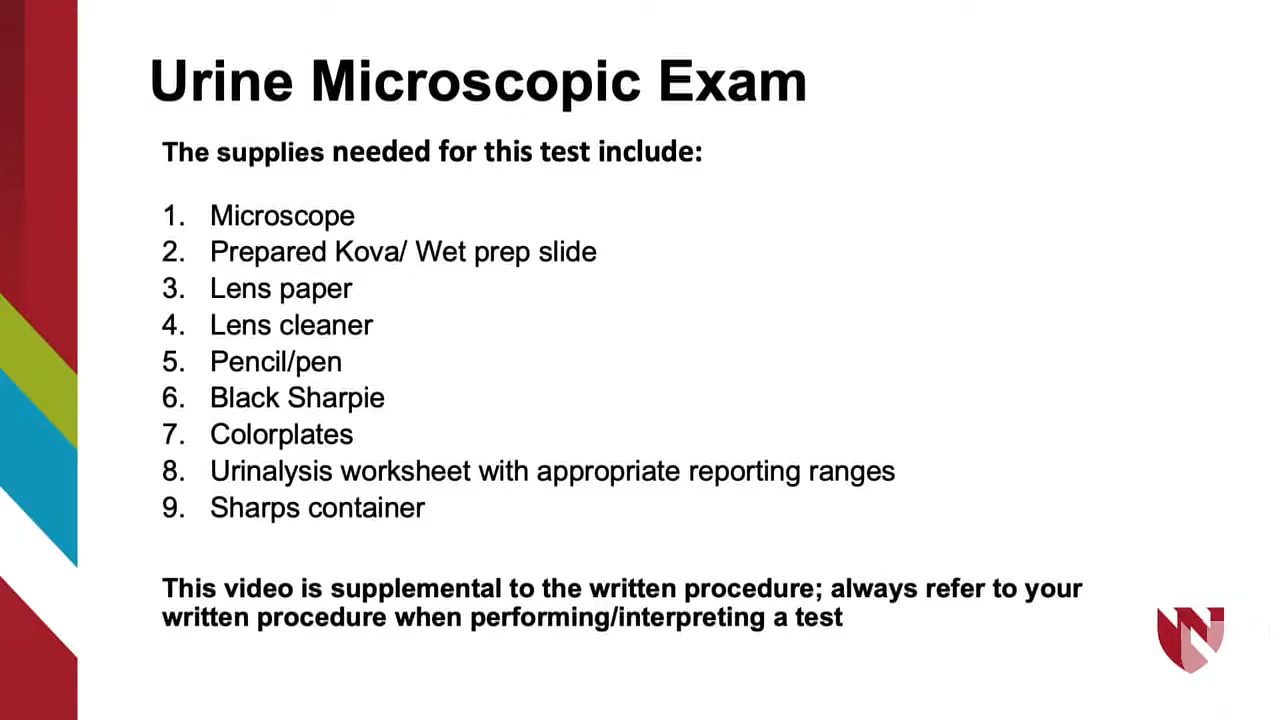 Urine Microscopic Exam
The supplies needed for this test include:
1. Microscope
2. Prepared Kova/ Wet prep slide
3. Lens paper
4. Lens cleaner
5. Pencil/pen
6. Black Sharpie
7. Colorplates
8. Urinalysis worksheet with appropriate reporting ranges
9. Sharps container
This video is supplemental to the written procedure; always refer to your
written procedure when performing/interpreting a test